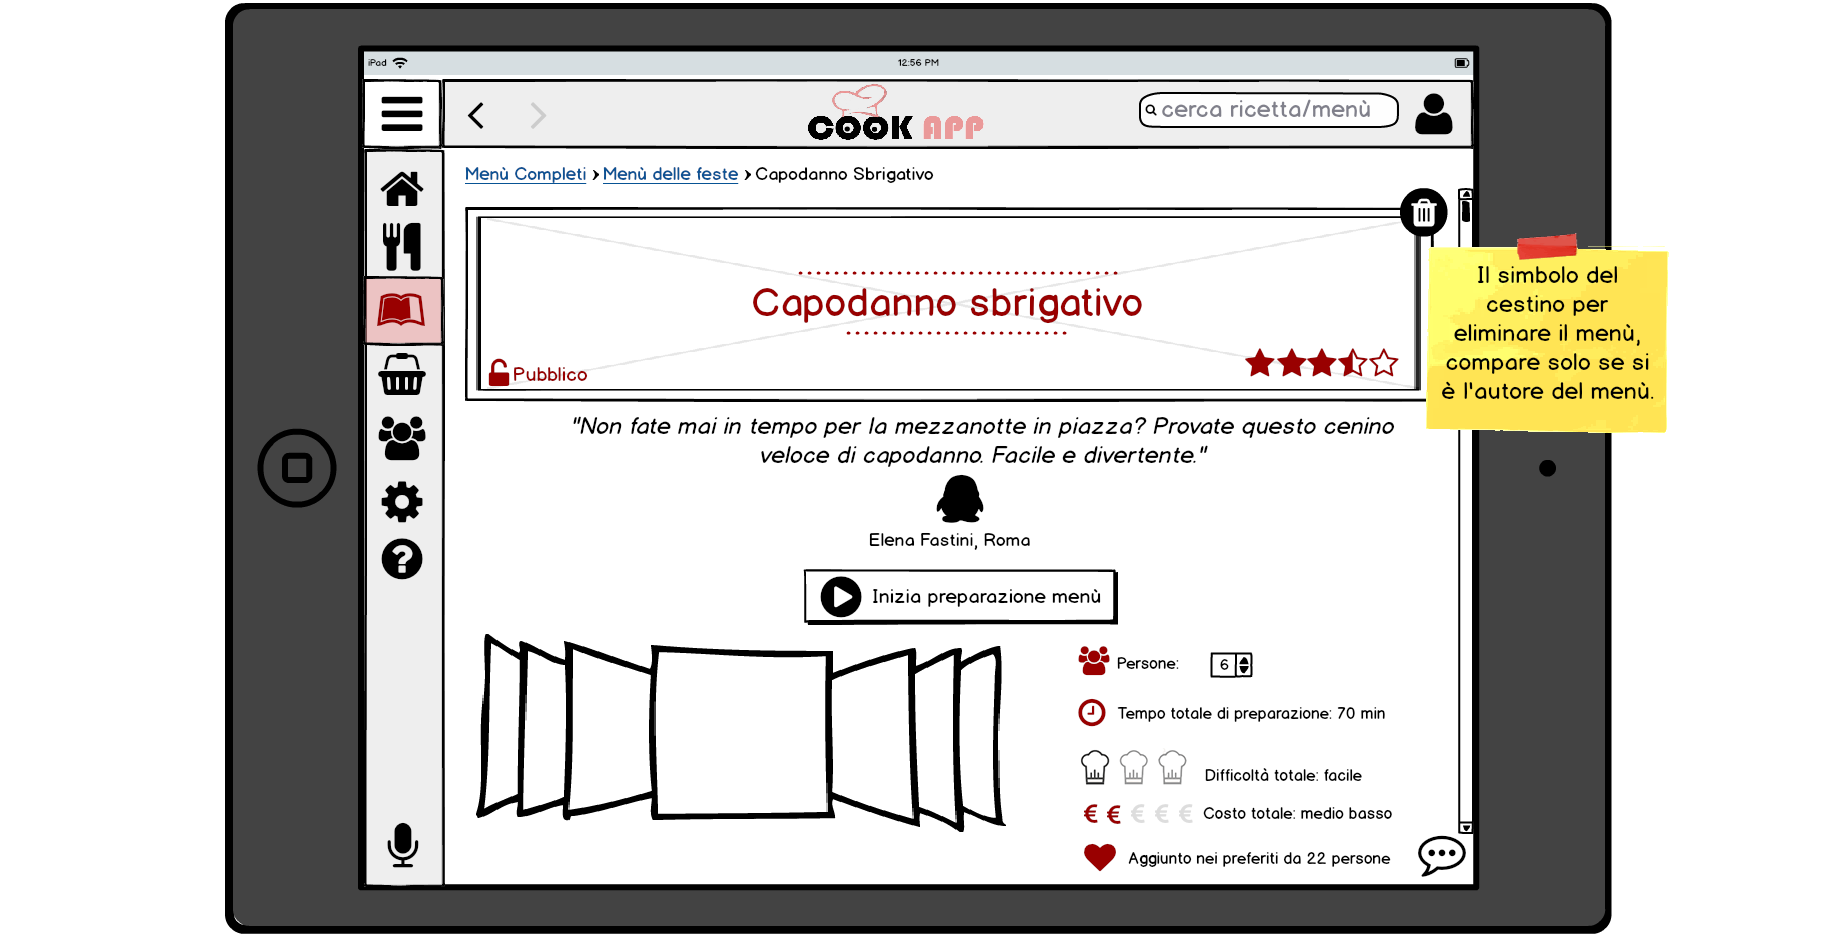 iPad
12:56 PM
COOK APP
cerca ricetta/menù
Menù Completi › Menù delle feste › Capodanno Sbrigativo
Capodanno sbrigativo
Pubblico
Il simbolo del
cestino per
eliminare il menù,
compare solo se si
è l'autore del menù.
"Non fate mai in tempo per la mezzanotte in piazza? Provate questo cenino
veloce di capodanno. Facile e divertente."
Elena Fastini, Roma
Inizia preparazione menù
Persone: 6
Tempo totale di preparazione: 70 min
Difficoltà totale: facile
€ € € € € Costo totale: medio basso
Aggiunto nei preferiti da 22 persone